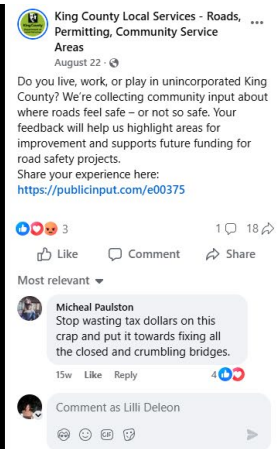 King County Local Services - Roads, ...
Permitting, Community Service
Areas
August 22 ·
Do you live, work, or play in unincorporated King
County? We're collecting community input about
where roads feel safe – or not so safe. Your
feedback will help us highlight areas for
improvement and supports future funding for
road safety projects.
Share your experience here:
https://publicinput.com/e00375
3 1 18
Like Comment Share
Most relevant
Micheal Paulston
Stop wasting tax dollars on this
crap and put it towards fixing all
the closed and crumbling bridges.
15w Like Reply 4
Comment as Lilli Deleon
GIF